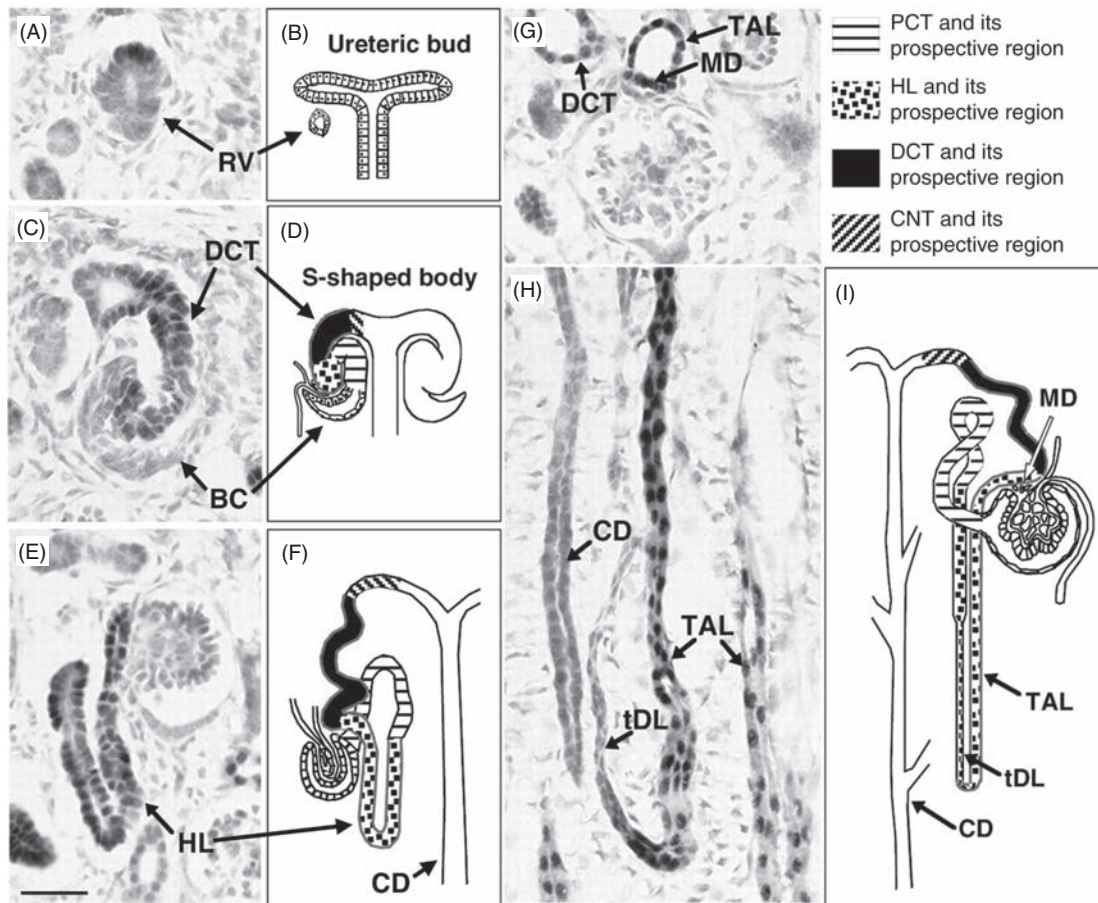 (A)
RV
(B)
Ureteric bud
(C)
DCT
BC
(D)
S-shaped body
(E)
HL
(F)
CD
(G)
TAL
MD
DCT
(H)
CD
TAL
tDL
PCT and its
prospective region
HL and its
prospective region
DCT and its
prospective region
CNT and its
prospective region
(I)
MD
TAL
tDL
CD